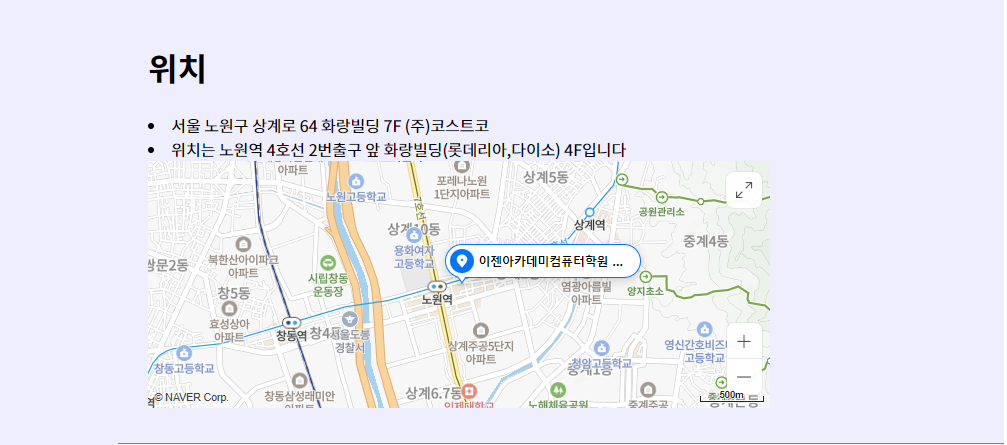 위치
서울 노원구 상계로 64 화랑빌딩 7F (주)코스트코
위치는 노원역 4호선 2번출구 앞 화랑빌딩(롯데리아,다이소) 4F입니다
아파트
노원고등학교
포레나노원
1단지아파트
상계5동
공원관리소
7호선
상계10동
상계역
용화여자
고등학교
중계4동
북한산아이파크
아파트
쌍문2동
시립창동
운동장
이젠아카데미컴퓨터학원 ...
염광아름빌
아파트
양지초소
창5동
노원역
효성상아
아파트
창동역
창4동
서울도봉
경찰서
상계주공5단지
아파트
영신간호비즈니
고등학교
창동고등학교
청암고등학교
중계1동
창동삼성래미안
아파트
상계6.7동
인제대학교
노해체육공원
중계주공
500m
© NAVER Corp.